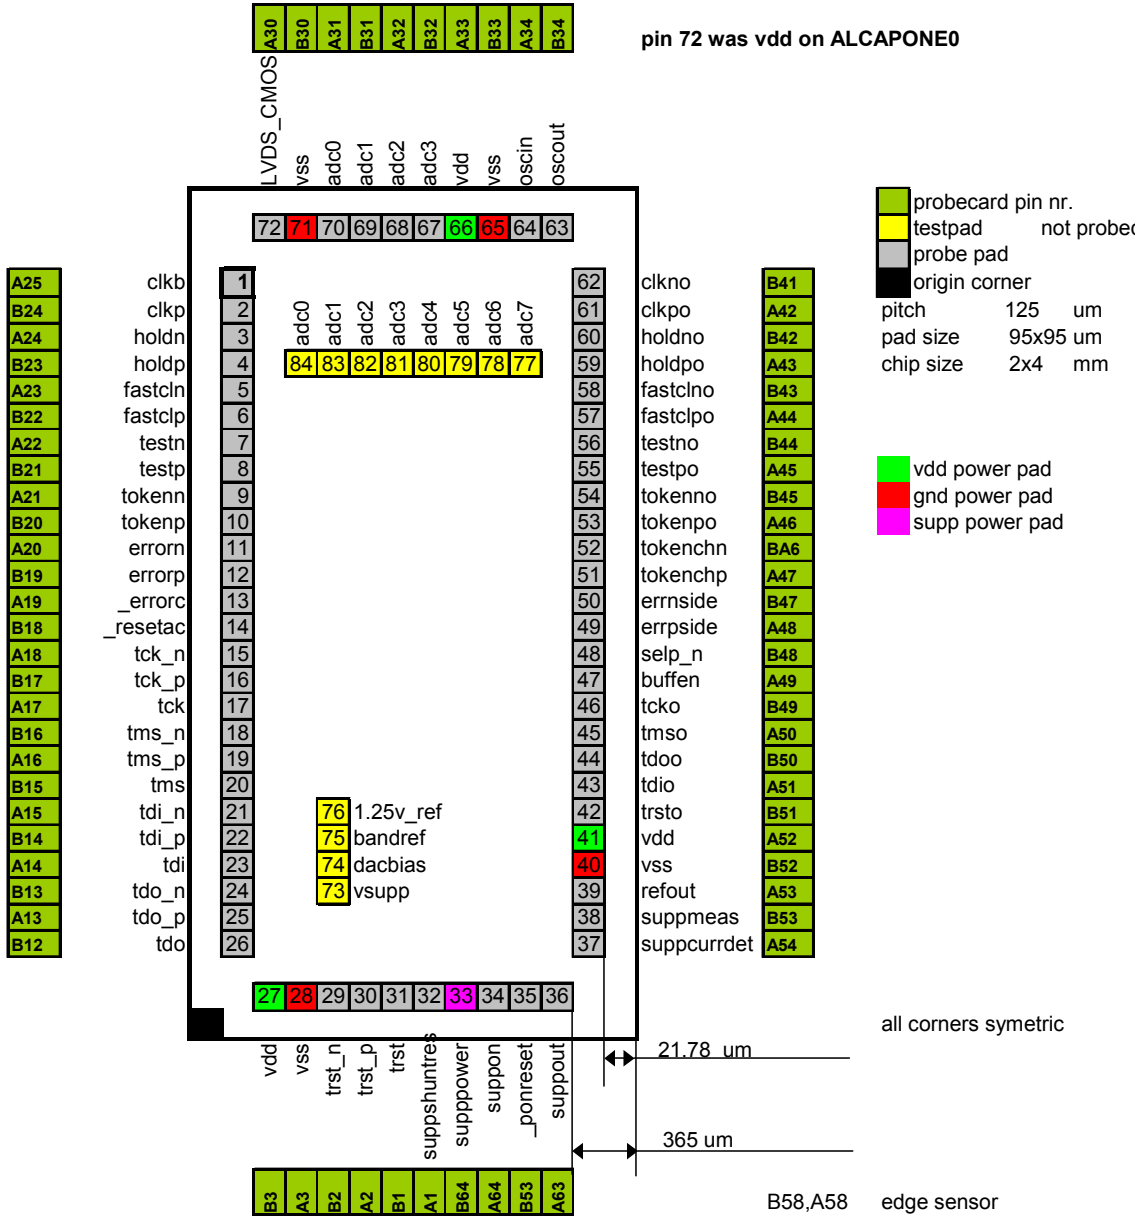 A30 B30 A31 B31 A32 B32 A33 B33 A34 B34
pin 72 was vdd on ALCAPONE0
LVDS_CMOS vss adc0 adc1 adc2 adc3 vdd vss oscin oscout
72 71 70 69 68 67 66 65 64 63
probecard pin nr.
testpad not probec
probe pad
origin corner
pitch 125 um
pad size 95x95 um
chip size 2x4 mm
A25 clkb 1 62 clkno B41
B24 clkp 2 61 clkpo A42
A24 holdn 3 60 holdno B42
B23 holdp 4 59 holdpo A43
A23 fastcln 5 58 fastclno B43
B22 fastclp 6 57 fastclpo A44
A22 testn 7 56 testno B44
B21 testp 8 55 testpo A45
A21 tokenn 9 54 tokenno B45
B20 tokenp 10 53 tokenpo A46
A20 errorn 11 52 tokenchn BA6
B19 errorp 12 51 tokenchp A47
A19 _errorc 13 50 errnside B47
B18 _resetac 14 49 errpside A48
A18 tck_n 15 48 selp_n B48
B17 tck_p 16 47 buffen A49
A17 tck 17 46 tcko B49
B16 tms_n 18 45 tmso A50
A16 tms_p 19 44 tdoo B50
B15 tms 20 43 tdio A51
A15 tdi_n 21 42 trsto B51
B14 tdi_p 22 41 vdd A52
A14 tdi 23 40 vss B52
B13 tdo_n 24 39 refout A53
A13 tdo_p 25 38 suppmeas B53
B12 tdo 26 37 suppcurrdet A54
adc0 adc1 adc2 adc3 adc4 adc5 adc6 adc7
84 83 82 81 80 79 78 77
76 1.25v_ref
75 bandref
74 dacbias
73 vsupp
vdd power pad
gnd power pad
supp power pad
27 28 29 30 31 32 33 34 35 36
vdd vss trst_n trst_p trst suppshuntres supppower suppon _ponreset suppout
all corners symetric
21.78 um
365 um
B3 A3 B2 A2 B1 A1 B64 A64 B53 A63
B58,A58 edge sensor